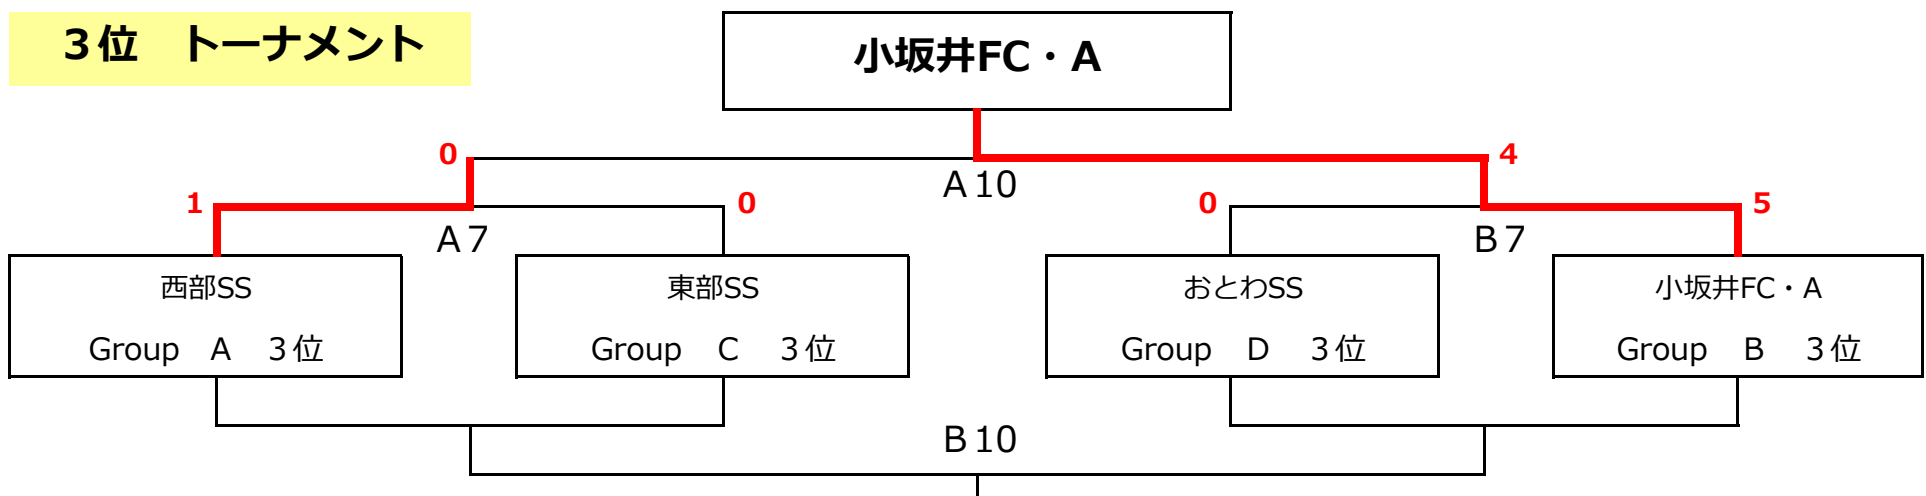 ３位　トーナメント
小坂井FC・A
0
4
A10
1
0
0
5
A7
B7
西部SS
東部SS
おとわSS
小坂井FC・A
Group　A　３位
Group　C　３位
Group　D　３位
Group　B　３位
B10